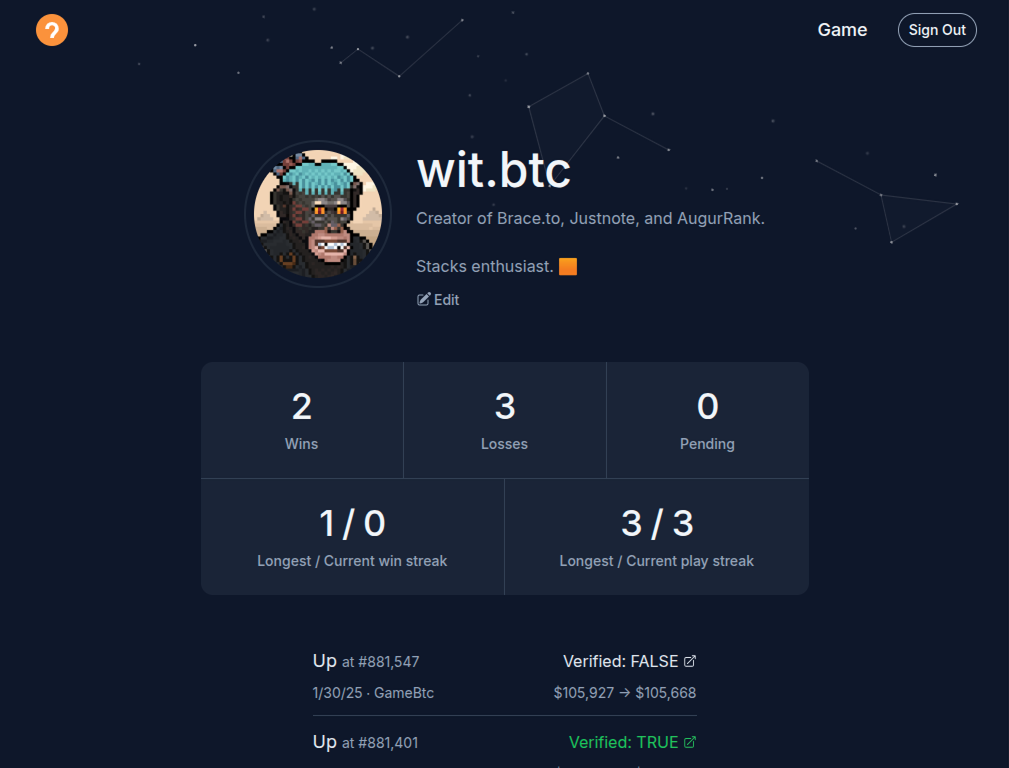 ?
Game
Sign Out
wit.btc
Creator of Brace.to, Justnote, and AugurRank.
Stacks enthusiast. 🟧
Edit
2
Wins
3
Losses
0
Pending
1 / 0
Longest / Current win streak
3 / 3
Longest / Current play streak
Up at #881,547
Verified: FALSE
1/30/25 · GameBtc
$105,927 → $105,668
Up at #881,401
Verified: TRUE